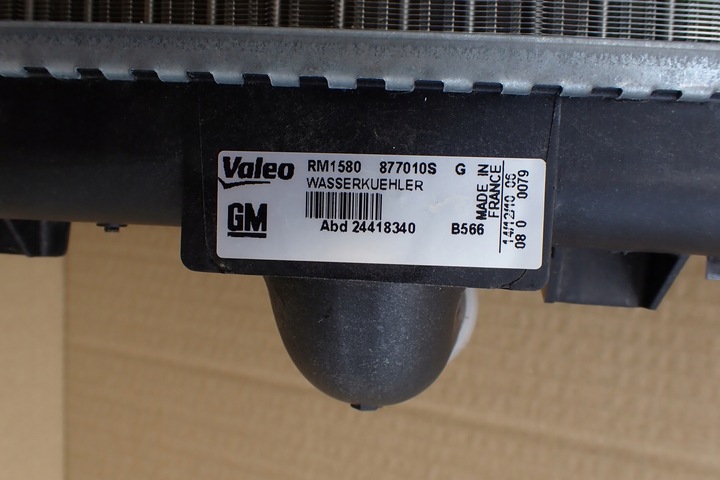 Valeo RM1580 877010S G
WASSERKUEHLER
GM
Abd 24418340 B566
MADE IN
FRANCE
08 0 0079